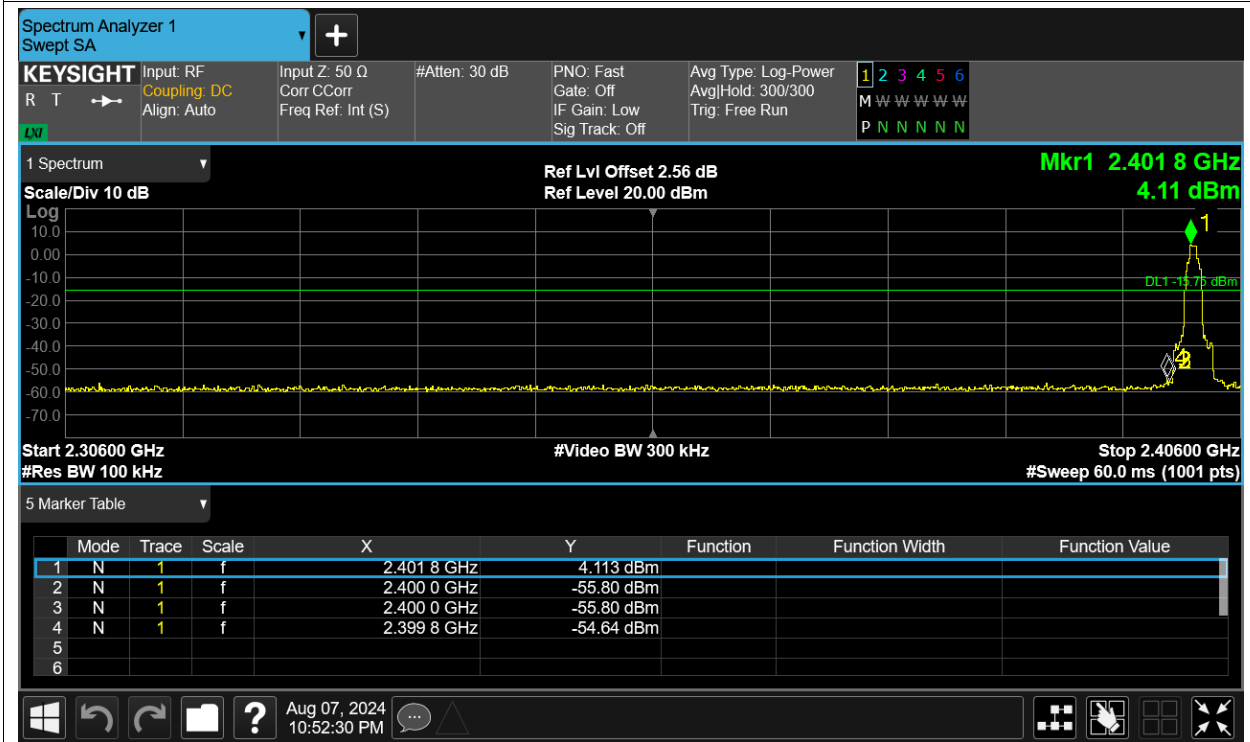 Spectrum Analyzer 1
Swept SA
KEYSIGHT Input: RF Input Z: 50 Ω #Atten: 30 dB PNO: Fast Avg Type: Log-Power 1 2 3 4 5 6
R T Coupling: DC Corr CCorr Gate: Off Avg|Hold: 300/300 M W W W W W
Align: Auto Freq Ref: Int (S) IF Gain: Low Trig: Free Run
LXI Sig Track: Off P N N N N N
1 Spectrum Ref Lvl Offset 2.56 dB Mkr1 2.401 8 GHz
Scale/Div 10 dB Ref Level 20.00 dBm 4.11 dBm
Log
1
10.0
0.00
-10.0
DL1 -15.75 dBm
-20.0
-30.0
-40.0
-50.0
-60.0
-70.0
Start 2.30600 GHz #Video BW 300 kHz Stop 2.40600 GHz
#Res BW 100 kHz #Sweep 60.0 ms (1001 pts)
5 Marker Table
Mode Trace Scale X Y Function Function Width Function Value
1 N 1 f 2.401 8 GHz 4.113 dBm
2 N 1 f 2.400 0 GHz -55.80 dBm
3 N 1 f 2.400 0 GHz -55.80 dBm
4 N 1 f 2.399 8 GHz -54.64 dBm
5
6
? Aug 07, 2024
10:52:30 PM